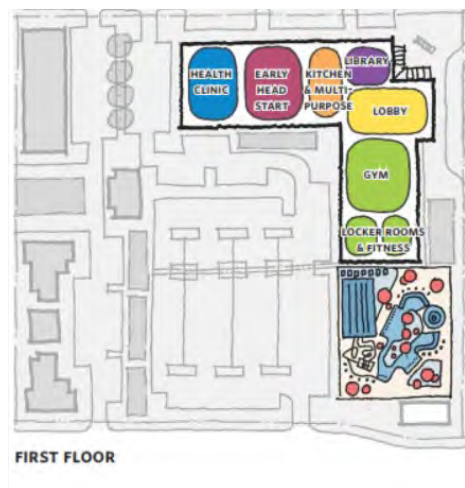 HEALTH
CLINIC
EARLY
HEAD
START
KITCHEN
& MULTI-
PURPOSE
LIBRARY
LOBBY
GYM
LOCKER ROOMS
& FITNESS
FIRST FLOOR